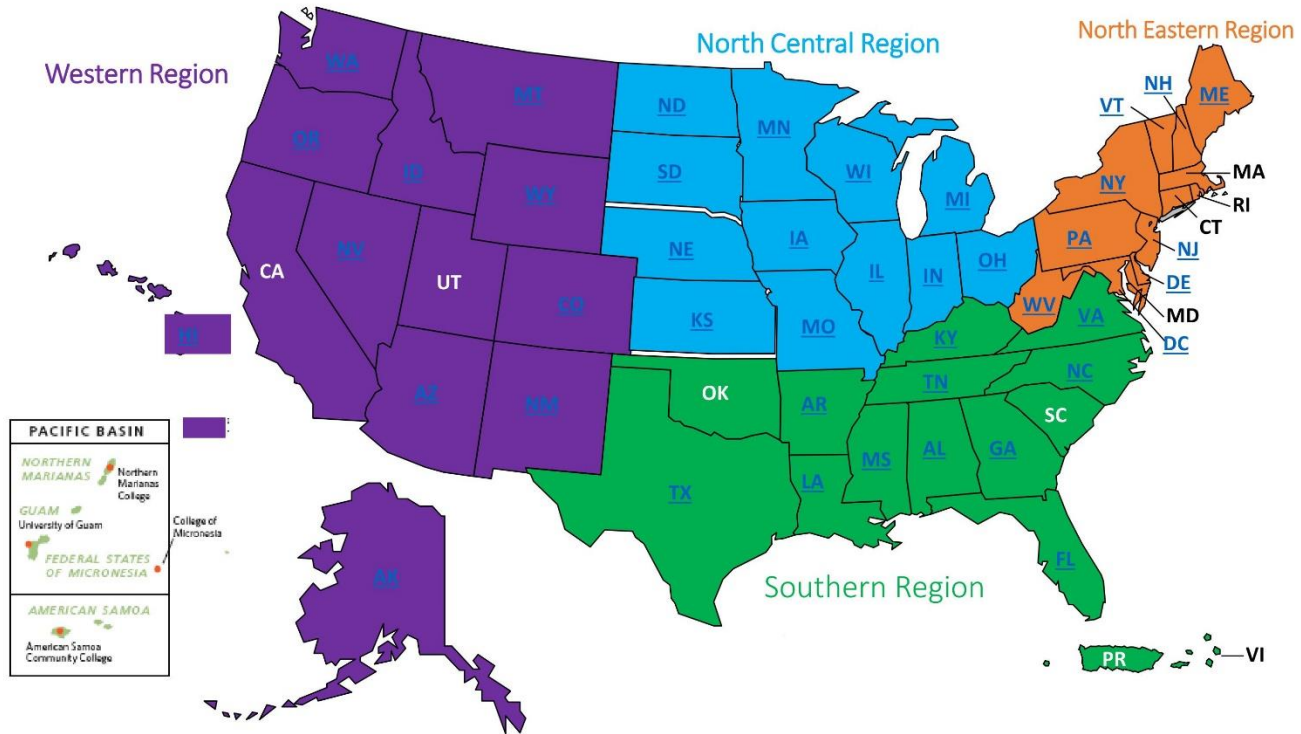 North Central Region
North Eastern Region
Western Region
WA
MT
ND
MN
VT
NH
ME
OR
ID
SD
WI
MI
NY
MA
RI
CT
WY
NV
NE
IA
PA
NJ
CA
UT
CO
IL
IN
OH
DE
MD
DC
WV
VA
HI
KS
MO
KY
AZ
NM
OK
AR
TN
NC
SC
PACIFIC BASIN
NORTHERN
MARIANAS
Northern
Marianas
College
GUAM
University of Guam
College of
Micronesia
FEDERAL STATES
OF MICRONESIA
AMERICAN SAMOA
American Samoa
Community College
TX
LA
MS
AL
GA
FL
AK
Southern Region
PR
VI